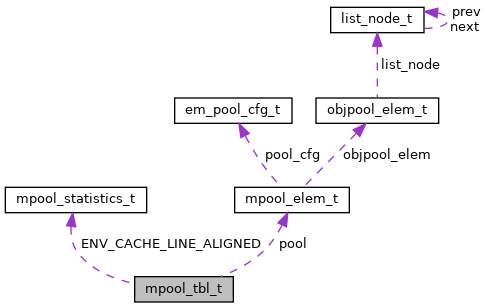 list_node_t
prev
next
list_node
em_pool_cfg_t
objpool_elem_t
pool_cfg
objpool_elem
mpool_statistics_t
mpool_elem_t
ENV_CACHE_LINE_ALIGNED
pool
mpool_tbl_t